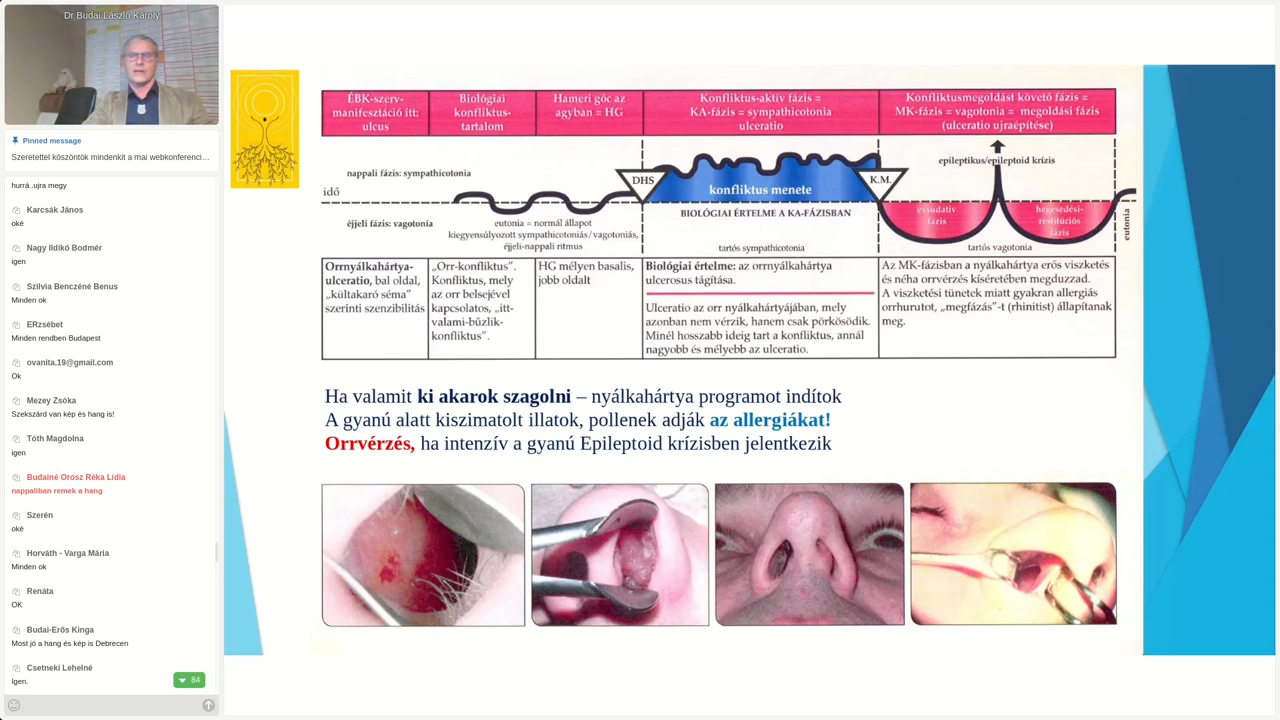 Dr Budai László Károly
Pinned message
Szeretettel köszöntök mindenkit a mai webkonferenci…
hurrá..ujra megy
Karcsák János
oké
Nagy Ildikó Bodmér
igen
Szilvia Benczéné Benus
Minden ok
ERzsébet
Minden rendben Budapest
ovanita.19@gmail.com
Ok
Mezey Zsóka
Szekszárd van kép és hang is!
Tóth Magdolna
igen
Budainé Orosz Réka Lídia
nappaliban remek a hang
Szerén
oké
Horváth - Varga Mária
Minden ok
Renáta
OK
Budai-Erős Kinga
Most jó a hang és kép is Debrecen
Csetneki Lehelné
Igen.
84
ÉBK-szerv-
manifesztáció itt:
ulcus
Biológiai
konfliktus-
tartalom
Hameri góc az
agyban = HG
Konfliktus-aktív fázis =
KA-fázis = sympathicotonia
ulceratio
Konfliktusmegoldást követő fázis =
MK-fázis = vagotonia = megoldási fázis
(ulceratio ujraépítése)
nappali fázis: sympathicotonia
idő
éjjeli fázis: vagotonia
eutonia = normál állapot
kiegyensúlyozott sympathicotoniás/vagotoniás,
éjjeli-nappali ritmus
DHS
konfliktus menete
K.M.
BIOLÓGIAI ÉRTELME A KA-FÁZISBAN
tartós sympathicotonia
epileptikus/epileptoid krízis
exsudatív
fázis
hegesedési-
restitúciós
fázis
tartós vagotonia
eutonia
Orrnyálkahártya-
ulceratio, bal oldal,
„kültakaró séma”
szerinti szenzibilitás
„Orr-konfliktus”.
Konfliktus, mely
az orr belsejével
kapcsolatos, „itt-
valami-bűzlik-
konfliktus”.
HG mélyen basalis,
jobb oldalt
Biológiai értelme: az orrnyálkahártya
ulcerosus tágítása.
Ulceratio az orr nyálkahártyájában, mely
azonban nem vérzik, hanem csak pörkösödik.
Minél hosszabb ideig tart a konfliktus, annál
nagyobb és mélyebb az ulceratio.
Az MK-fázisban a nyálkahártya erős viszketés
és néha orrvérzés kíséretében megduzzad.
A viszketési tünetek miatt gyakran allergiás
orrhurutot, „megfázás”-t (rhinitist) állapítanak
meg.
Ha valamit ki akarok szagolni – nyálkahártya programot indítok
A gyanú alatt kiszimatolt illatok, pollenek adják az allergiákat!
Orrvérzés, ha intenzív a gyanú Epileptoid krízisben jelentkezik